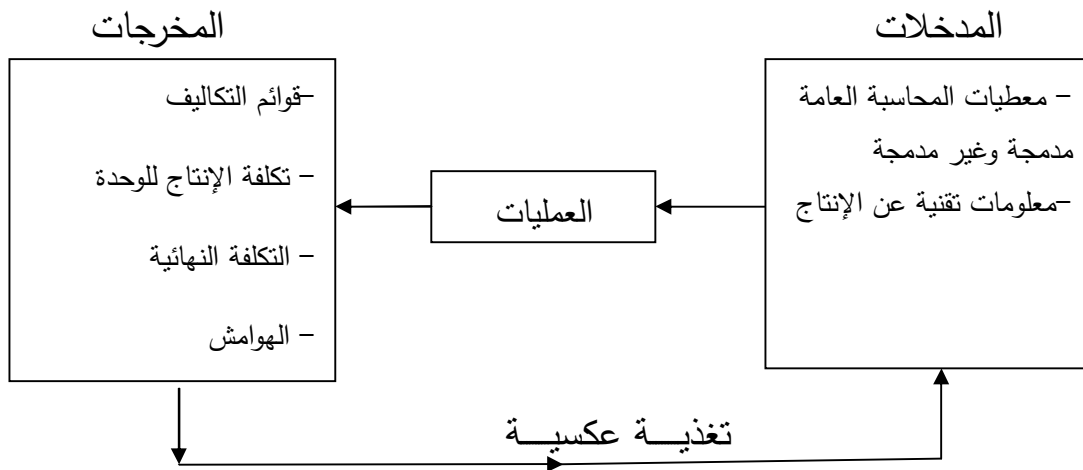 المدخلات
– معطيات المحاسبة العامة
مدمجة وغير مدمجة
–معلومات تقنية عن الإنتاج
العمليات
المخرجات
–قوائم التكاليف
– تكلفة الإنتاج للوحدة
– التكلفة النهائية
– الهوامش
تغذيـــة عكسيـــة